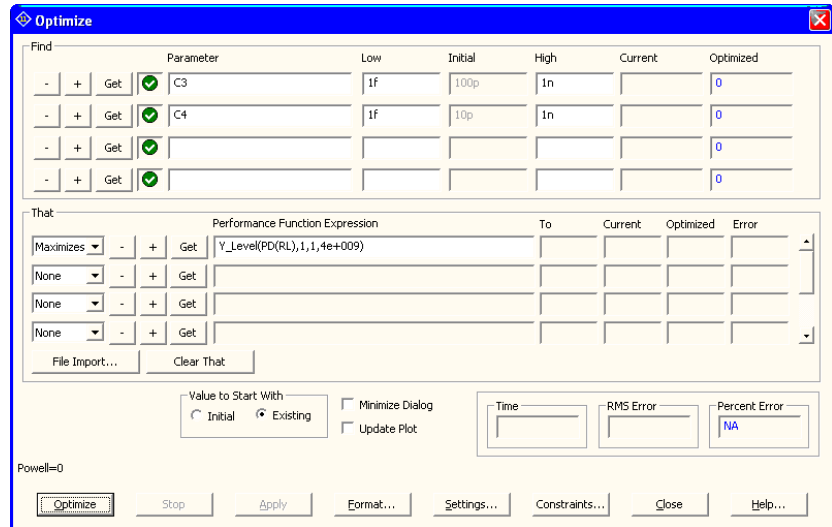 Optimize
Find
Parameter Low Initial High Current Optimized
- + Get C3 1f 100p 1n 0
- + Get C4 1f 10p 1n 0
- + Get 0
- + Get 0
That
Performance Function Expression To Current Optimized Error
Maximizes - + Get Y_Level(PD(RL),1,1,4e+009)
None - + Get
None - + Get
None - + Get
File Import... Clear That
Value to Start With
Initial Existing
Minimize Dialog
Update Plot
Time RMS Error Percent Error
NA
Powell=0
Optimize Stop Apply Format... Settings... Constraints... Close Help...